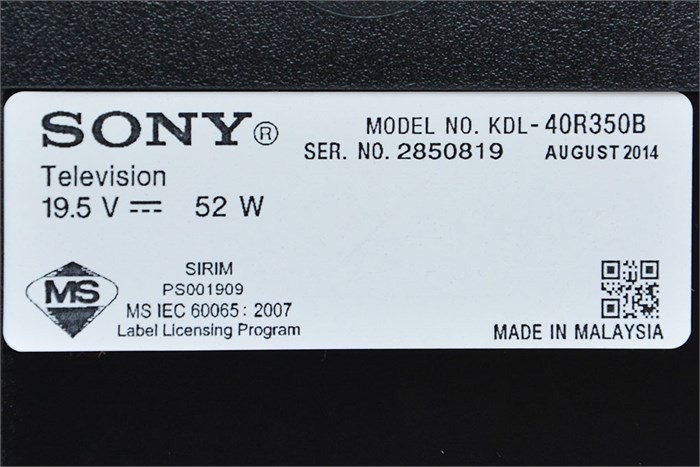 SONY®
MODEL NO. KDL-40R350B
SER. NO. 2850819 AUGUST 2014
Television
19.5 V ⎓ 52 W
MS
SIRIM
PS001909
MS IEC 60065: 2007
Label Licensing Program
MADE IN MALAYSIA